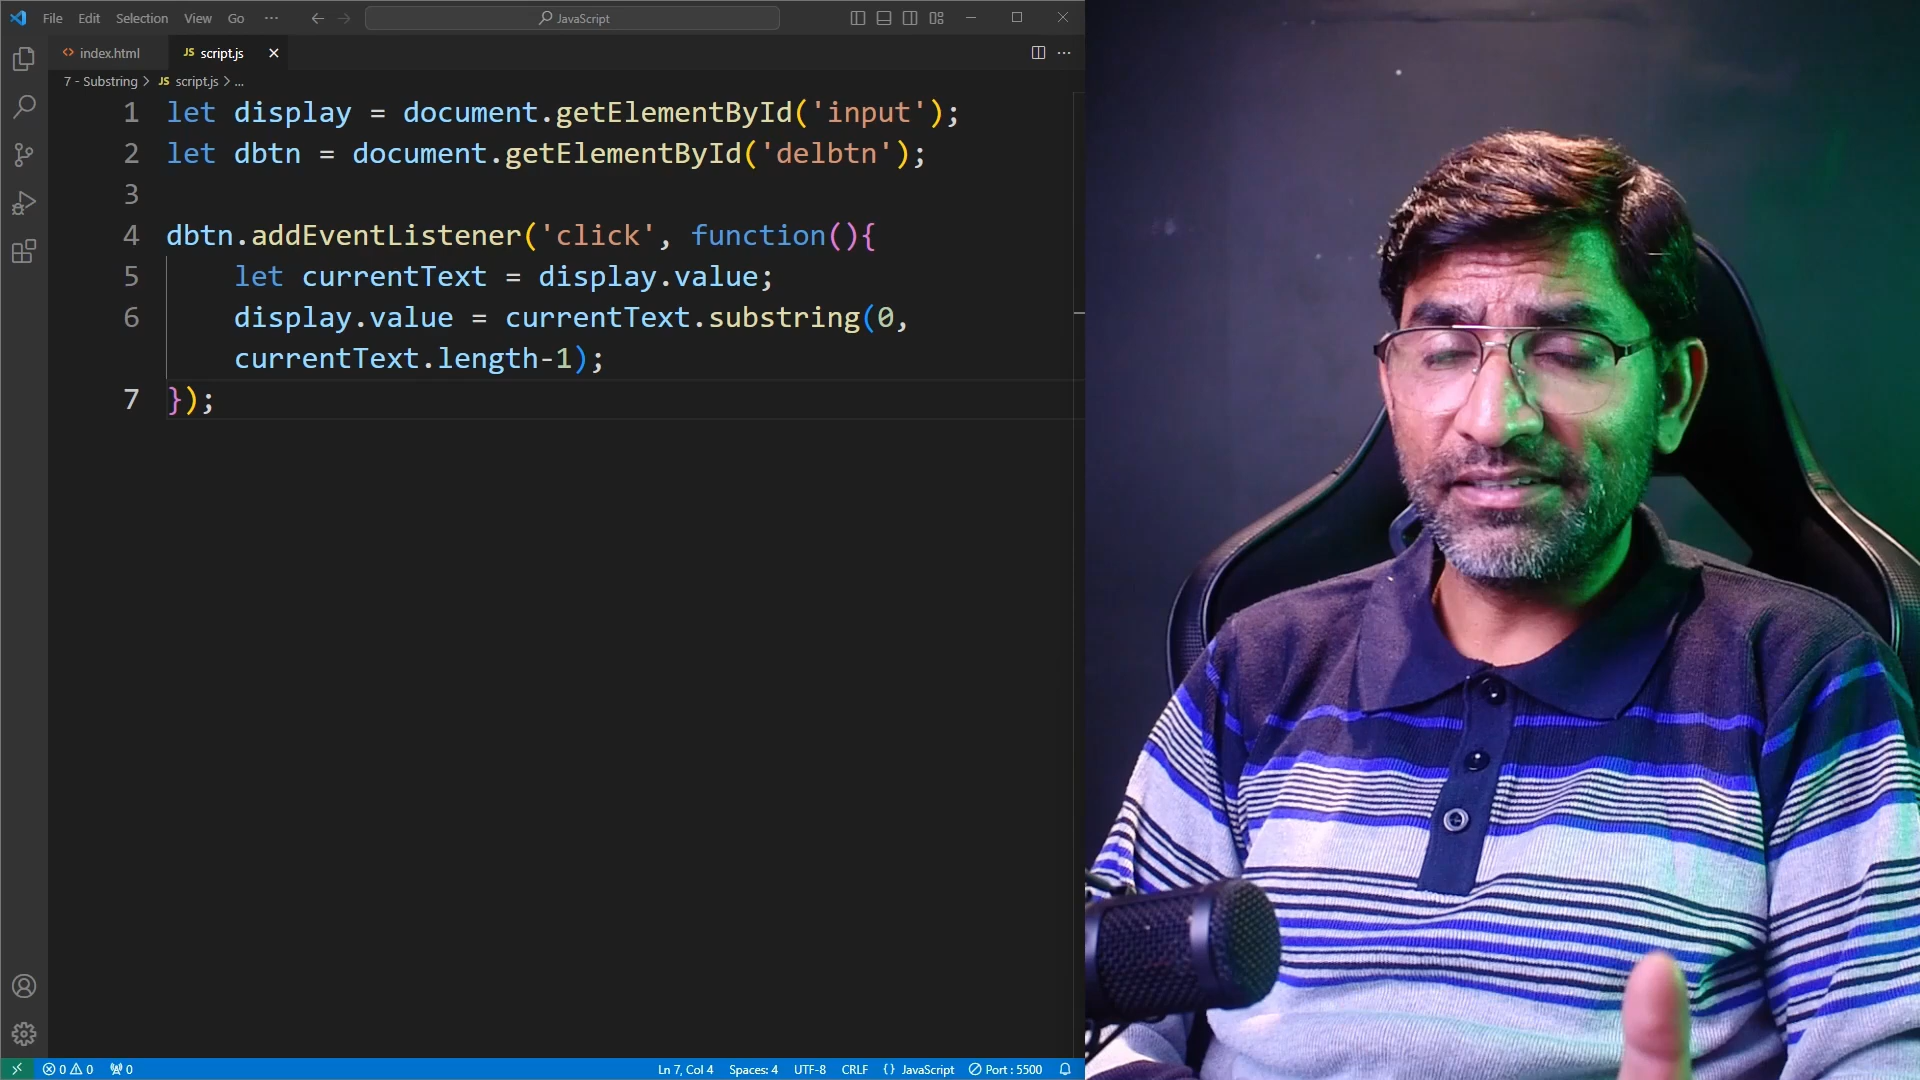 File Edit Selection View Go ... JavaScript
index.html JS script.js
7 - Substring > JS script.js > ...
1 let display = document.getElementById('input');
2 let dbtn = document.getElementById('delbtn');
3
4 dbtn.addEventListener('click', function(){
5 let currentText = display.value;
6 display.value = currentText.substring(0,
currentText.length-1);
7 });
0 0 0 Ln 7, Col 4 Spaces: 4 UTF-8 CRLF {} JavaScript Port : 5500